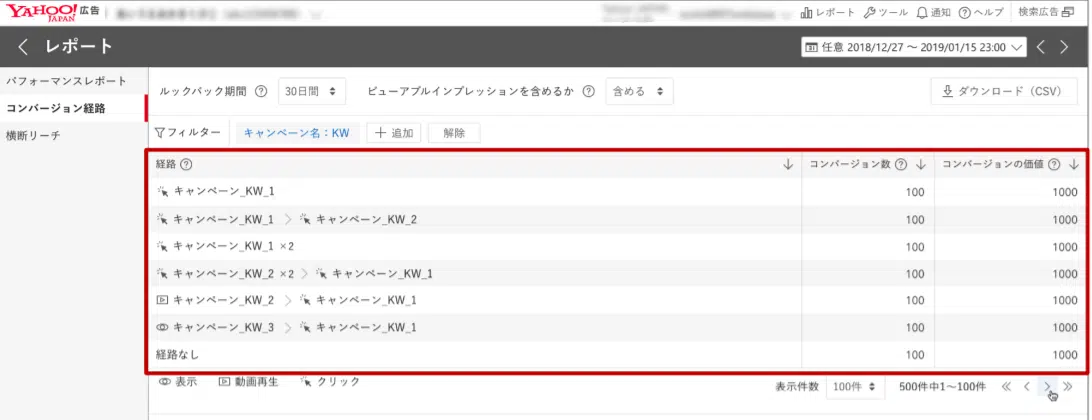 YAHOO! JAPAN 広告 レポート ツール 通知 ヘルプ 検索広告
レポート 任意 2018/12/27 ～ 2019/01/15 23:00
パフォーマンスレポート
コンバージョン経路
横断リーチ
ルックバック期間 30日間 ビューアブルインプレッションを含めるか 含める ダウンロード（CSV）
フィルター キャンペーン名：KW 追加 解除
経路 コンバージョン数 コンバージョンの価値
キャンペーン_KW_1 100 1000
キャンペーン_KW_1 キャンペーン_KW_2 100 1000
キャンペーン_KW_1 ×2 100 1000
キャンペーン_KW_2 ×2 キャンペーン_KW_1 100 1000
キャンペーン_KW_2 キャンペーン_KW_1 100 1000
キャンペーン_KW_3 キャンペーン_KW_1 100 1000
経路なし 100 1000
表示 動画再生 クリック 表示件数 100件 500件中1～100件